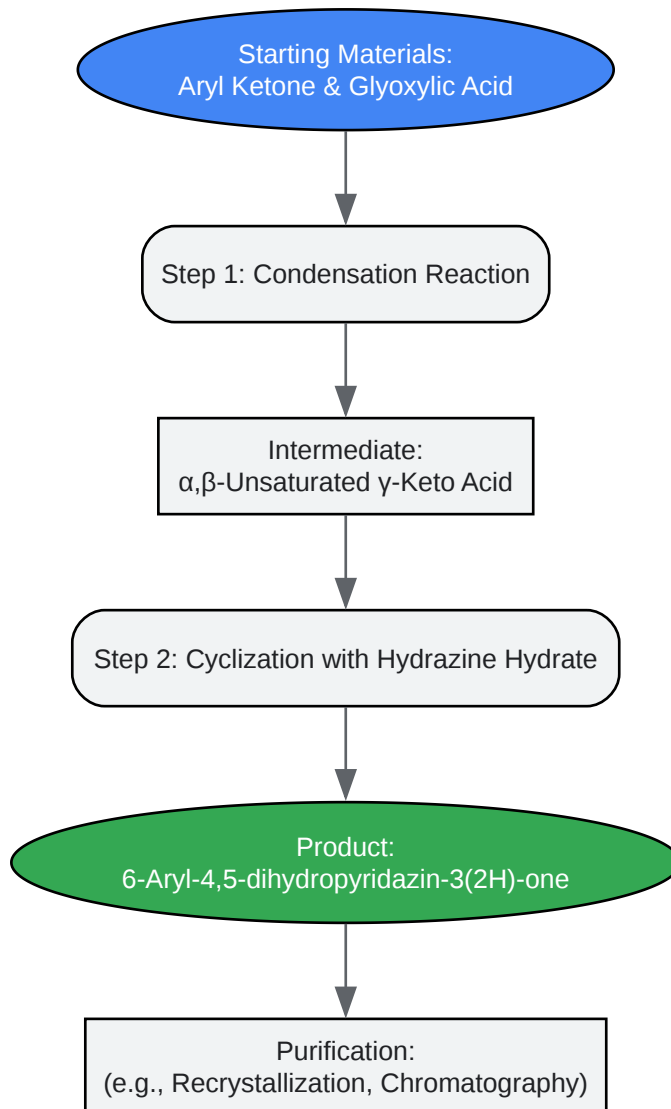 Starting Materials:
Aryl Ketone & Glyoxylic Acid
Step 1: Condensation Reaction
Intermediate:
α,β-Unsaturated γ-Keto Acid
Step 2: Cyclization with Hydrazine Hydrate
Product:
6-Aryl-4,5-dihydropyridazin-3(2H)-one
Purification:
(e.g., Recrystallization, Chromatography)